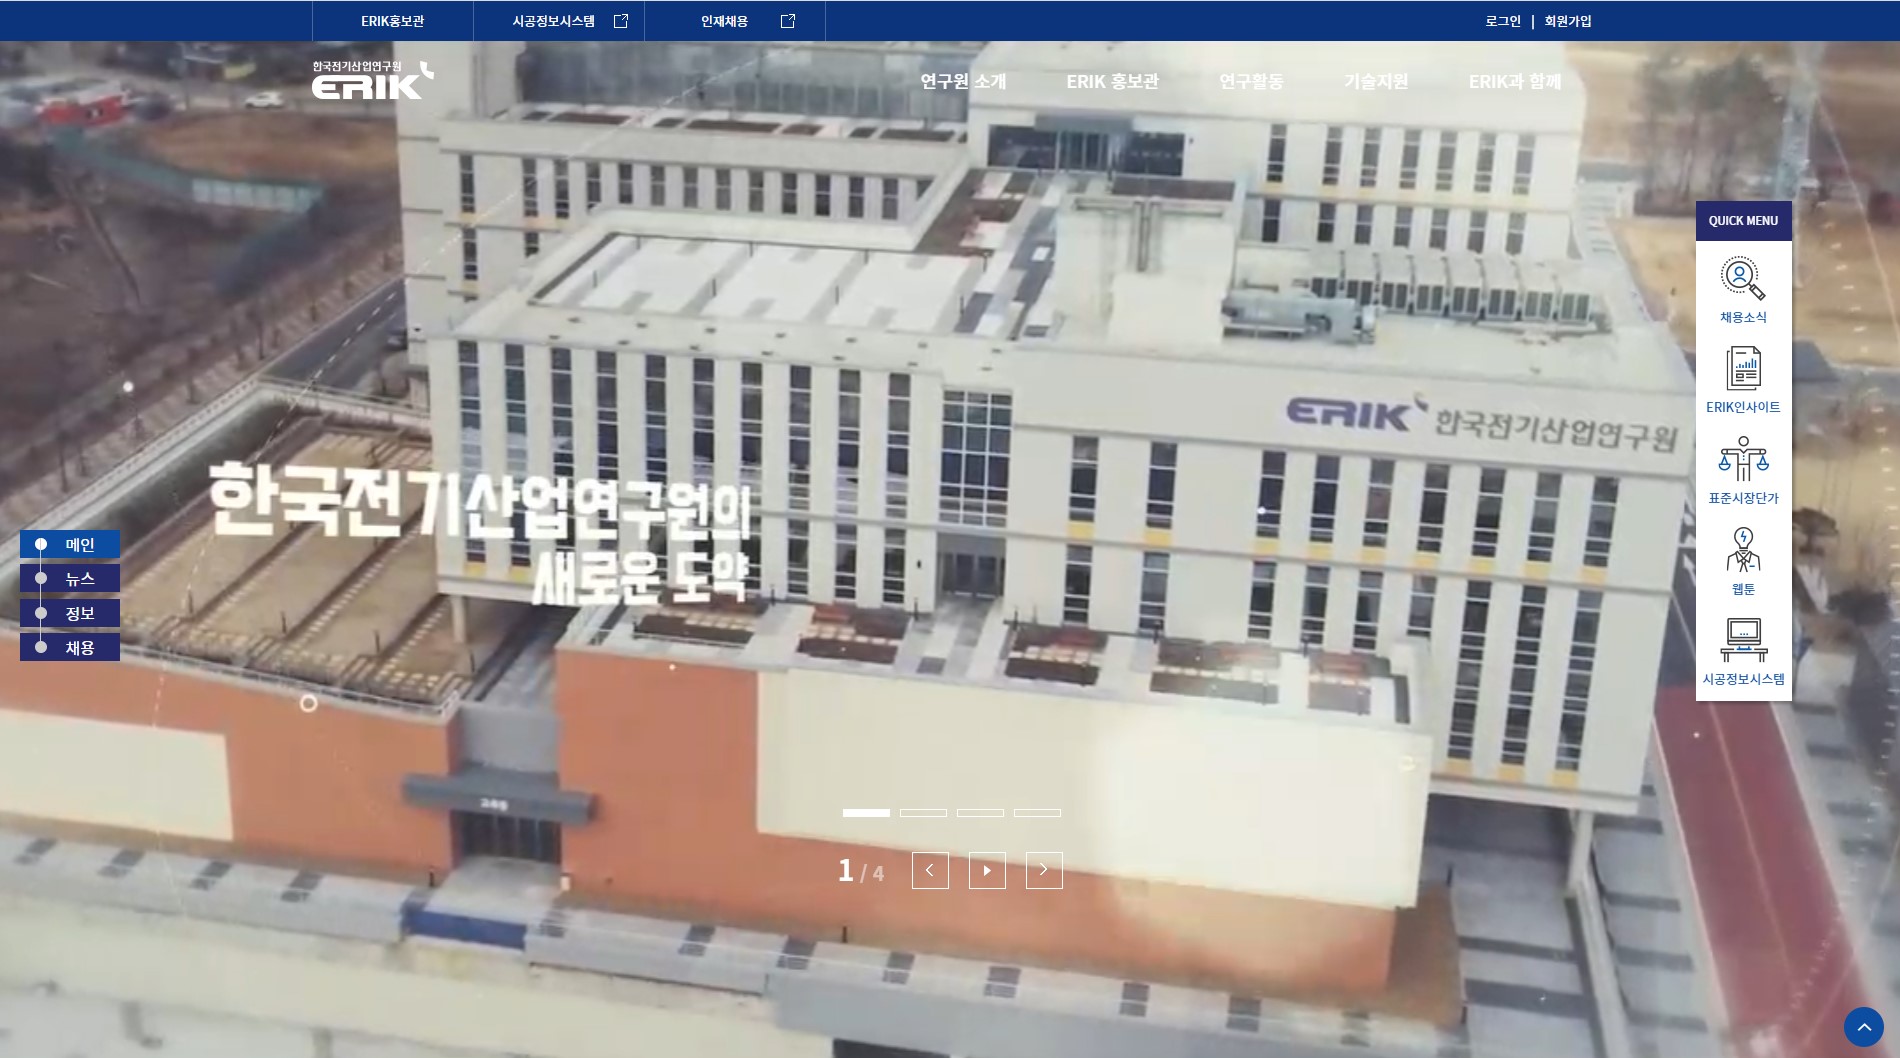 ERIK홍보관
시공정보시스템
인재채용
로그인 | 회원가입
한국전기산업연구원
ERIK
연구원 소개
ERIK 홍보관
연구활동
기술지원
ERIK과 함께
QUICK MENU
채용소식
ERIK인사이트
표준시장단가
웹툰
시공정보시스템
ERIK 한국전기산업연구원
한국전기산업연구원의
새로운 도약
메인
뉴스
정보
채용
1 / 4